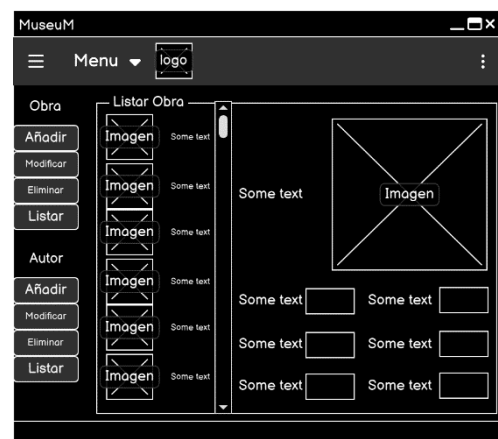 MuseuM
Menu
logo
Obra
Añadir
Modificar
Eliminar
Listar
Autor
Añadir
Modificar
Eliminar
Listar
Listar Obra
Imagen Some text
Imagen Some text
Imagen Some text
Imagen Some text
Imagen Some text
Imagen Some text
Some text Imagen
Some text Some text
Some text Some text
Some text Some text